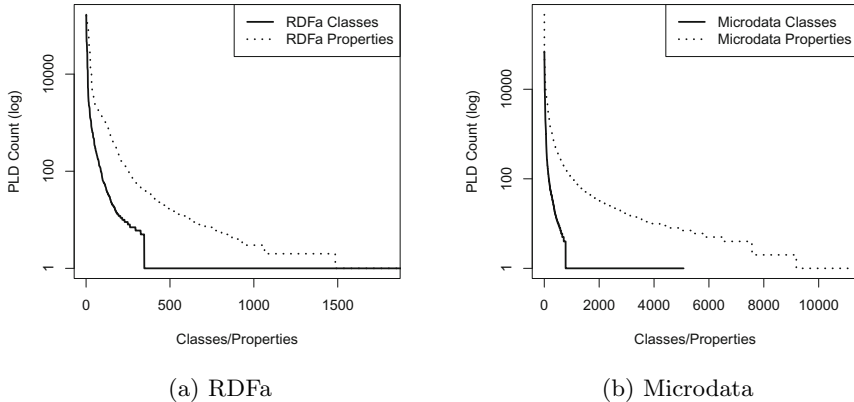 RDFa Classes
RDFa Properties
PLD Count (log)
10000
100
1
0
500
1000
1500
Classes/Properties
(a) RDFa
Microdata Classes
Microdata Properties
PLD Count (log)
10000
100
1
0
2000
4000
6000
8000
10000
Classes/Properties
(b) Microdata